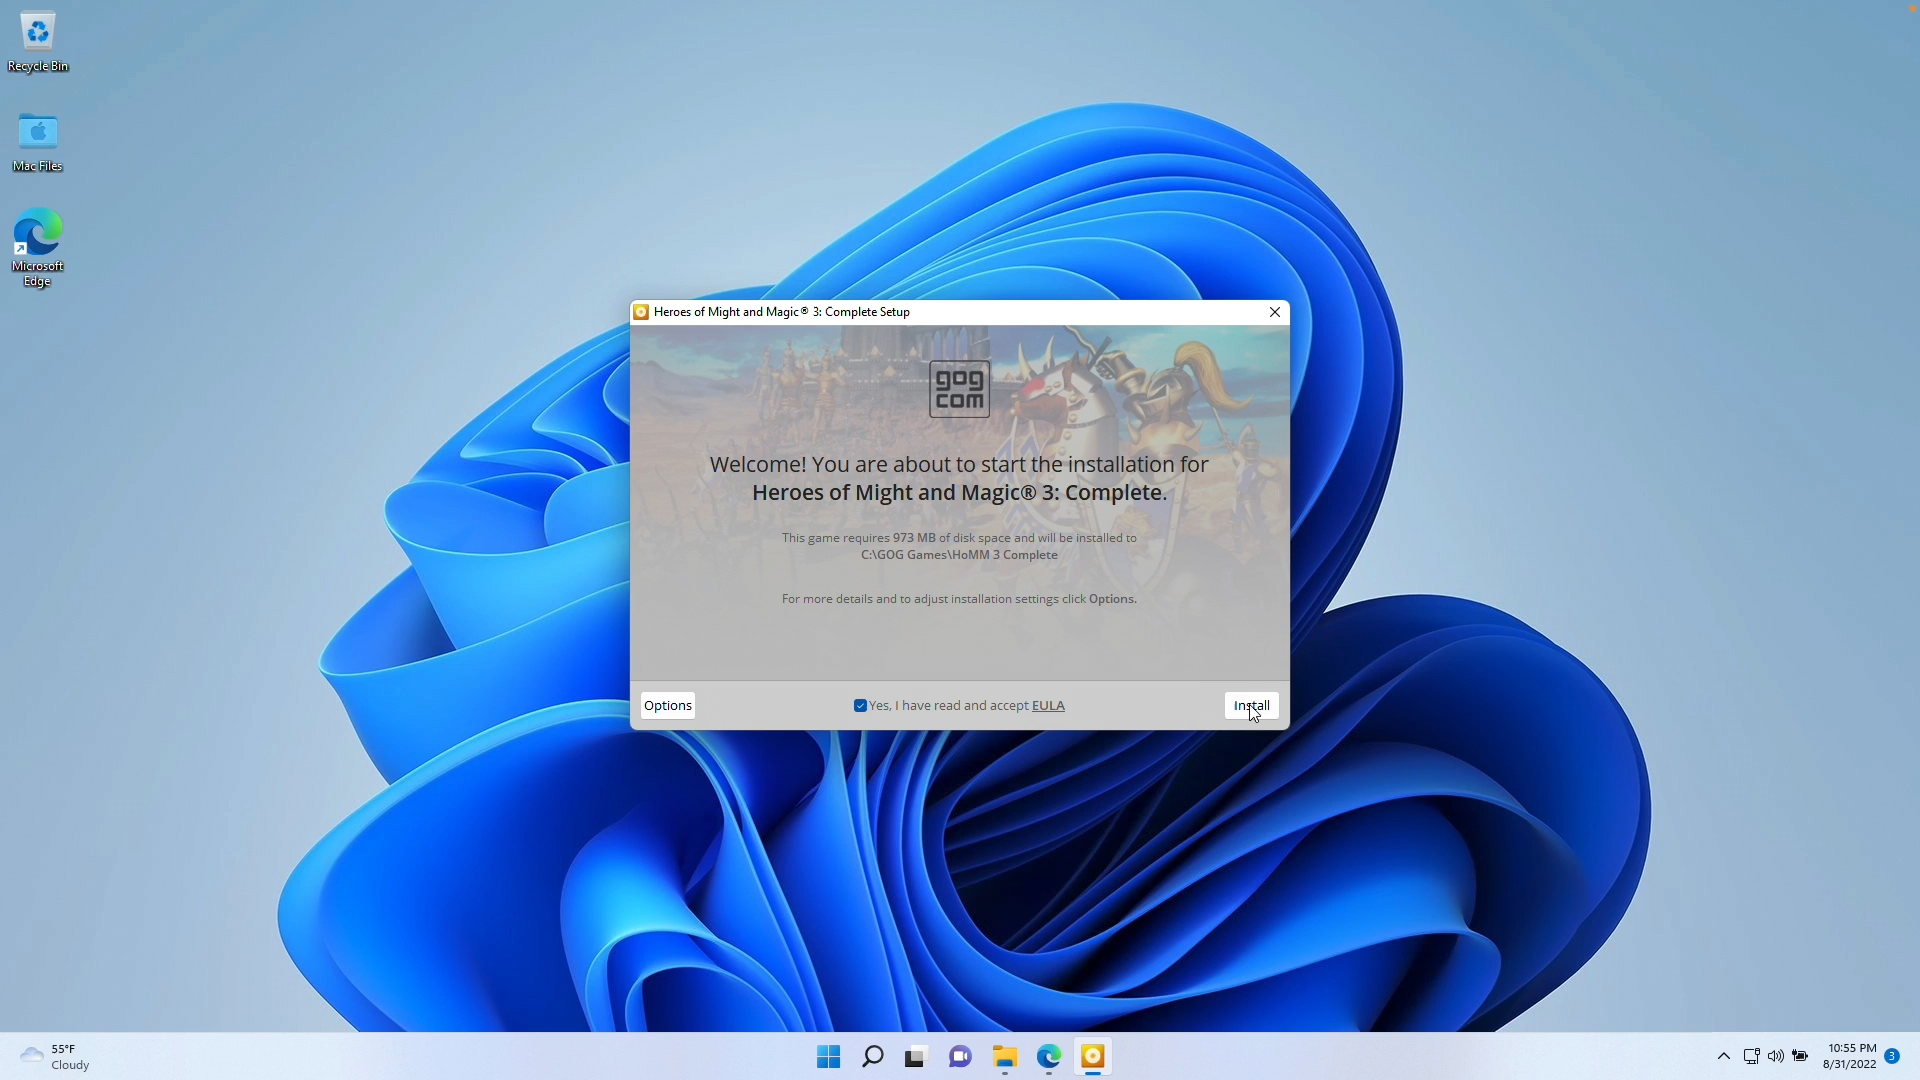 Recycle Bin
Mac Files
Microsoft
Edge
Heroes of Might and Magic® 3: Complete Setup
gog
com
Welcome! You are about to start the installation for
Heroes of Might and Magic® 3: Complete.
This game requires 973 MB of disk space and will be installed to
C:\GOG Games\HoMM 3 Complete
For more details and to adjust installation settings click Options.
Options
Yes, I have read and accept EULA
Install
55°F
Cloudy
10:55 PM
8/31/2022
3